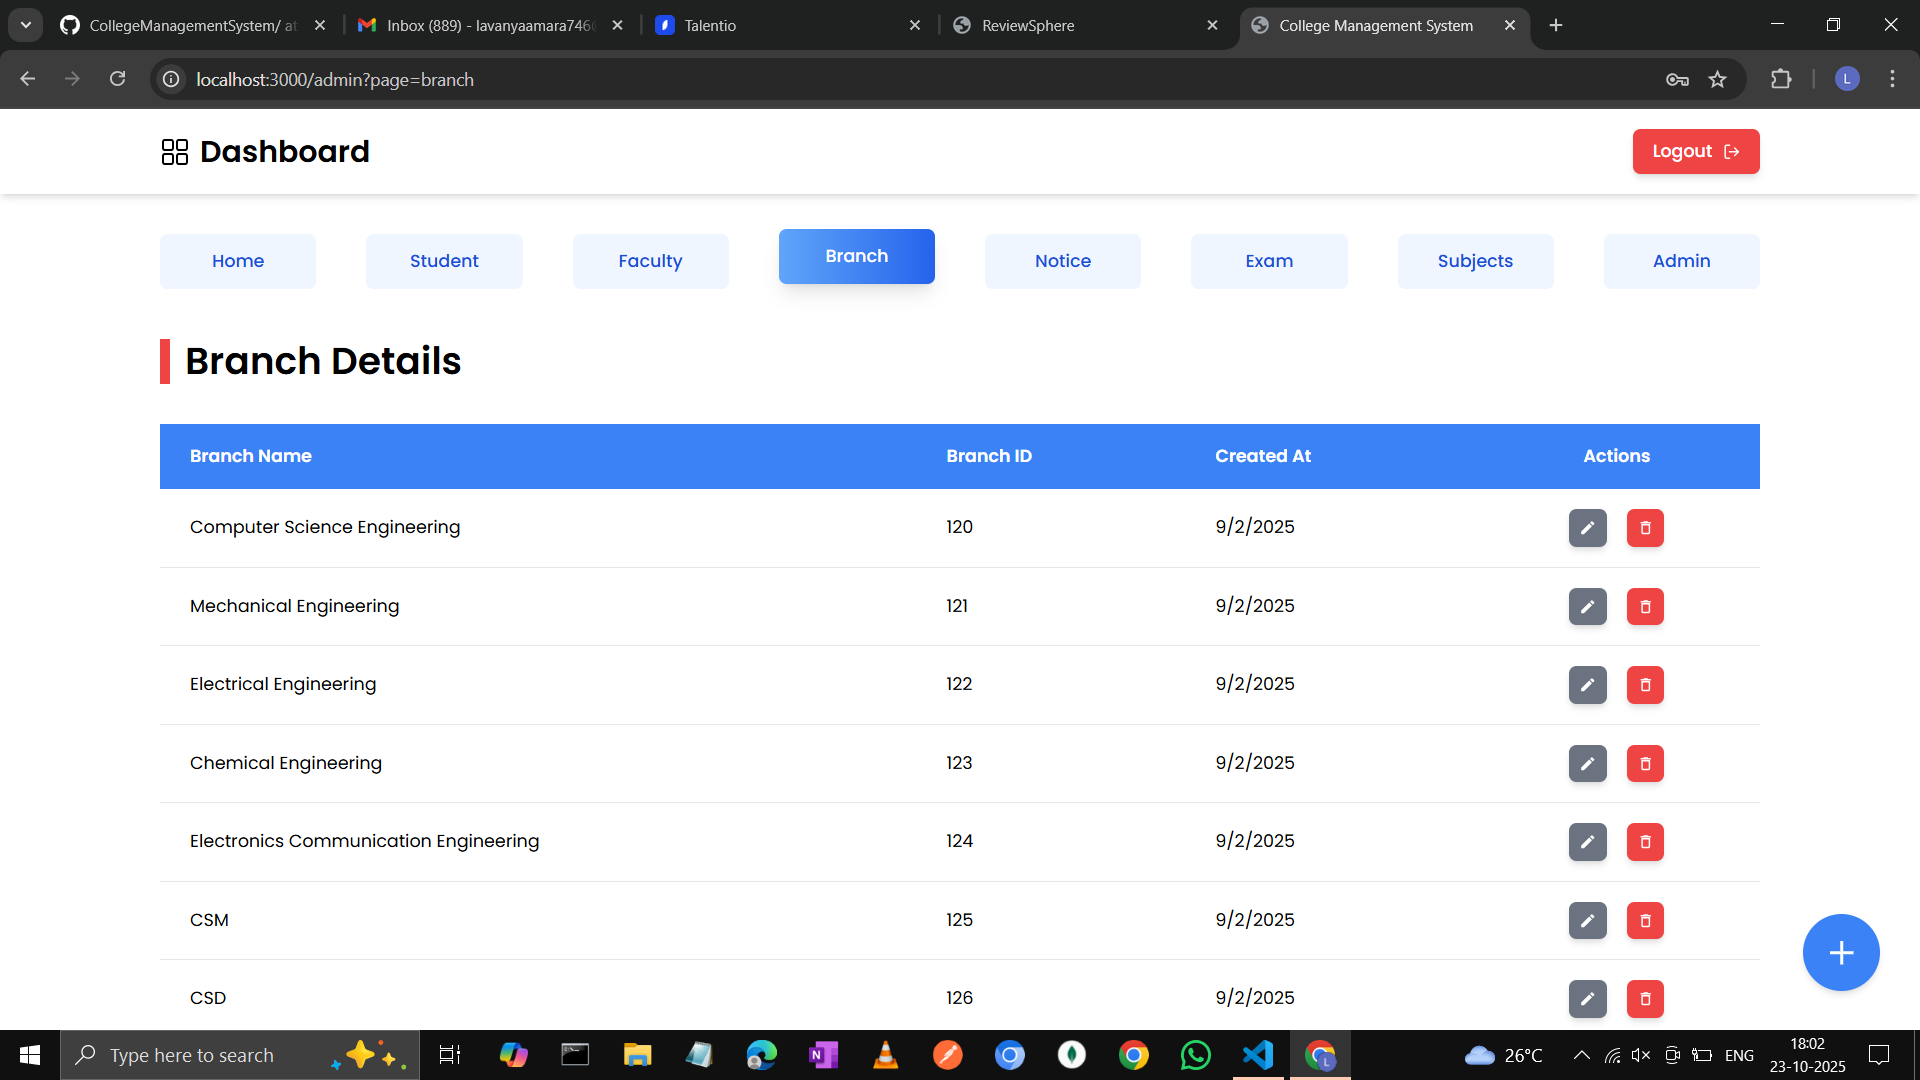 CollegeManagementSystem/ at
Inbox (889) - lavanyaamara746
Talentio
ReviewSphere
College Management System
localhost:3000/admin?page=branch
L
Dashboard
Logout
Home
Student
Faculty
Branch
Notice
Exam
Subjects
Admin
Branch Details
Branch Name Branch ID Created At Actions
Computer Science Engineering 120 9/2/2025
Mechanical Engineering 121 9/2/2025
Electrical Engineering 122 9/2/2025
Chemical Engineering 123 9/2/2025
Electronics Communication Engineering 124 9/2/2025
CSM 125 9/2/2025
CSD 126 9/2/2025
Type here to search
26°C
ENG
18:02
23-10-2025